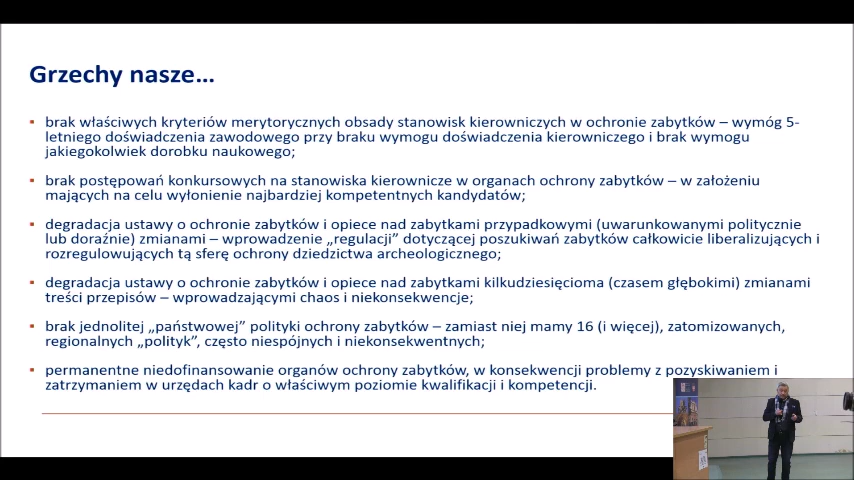 Grzechy nasze...
▪ brak właściwych kryteriów merytorycznych obsady stanowisk kierowniczych w ochronie zabytków – wymóg 5-
letniego doświadczenia zawodowego przy braku wymogu doświadczenia kierowniczego i brak wymogu
jakiegokolwiek dorobku naukowego;
▪ brak postępowań konkursowych na stanowiska kierownicze w organach ochrony zabytków – w założeniu
mających na celu wyłonienie najbardziej kompetentnych kandydatów;
▪ degradacja ustawy o ochronie zabytków i opiece nad zabytkami przypadkowymi (uwarunkowanymi politycznie
lub doraźnie) zmianami – wprowadzenie „regulacji” dotyczącej poszukiwań zabytków całkowicie liberalizujących i
rozregulowujących tą sferę ochrony dziedzictwa archeologicznego;
▪ degradacja ustawy o ochronie zabytków i opiece nad zabytkami kilkudziesięcioma (czasem głębokimi) zmianami
treści przepisów – wprowadzającymi chaos i niekonsekwencje;
▪ brak jednolitej „państwowej” polityki ochrony zabytków – zamiast niej mamy 16 (i więcej), zatomizowanych,
regionalnych „polityk”, często niespójnych i niekonsekwentnych;
▪ permanentne niedofinansowanie organów ochrony zabytków, w konsekwencji problemy z pozyskiwaniem i
zatrzymaniem w urzędach kadr o właściwym poziomie kwalifikacji i kompetencji.